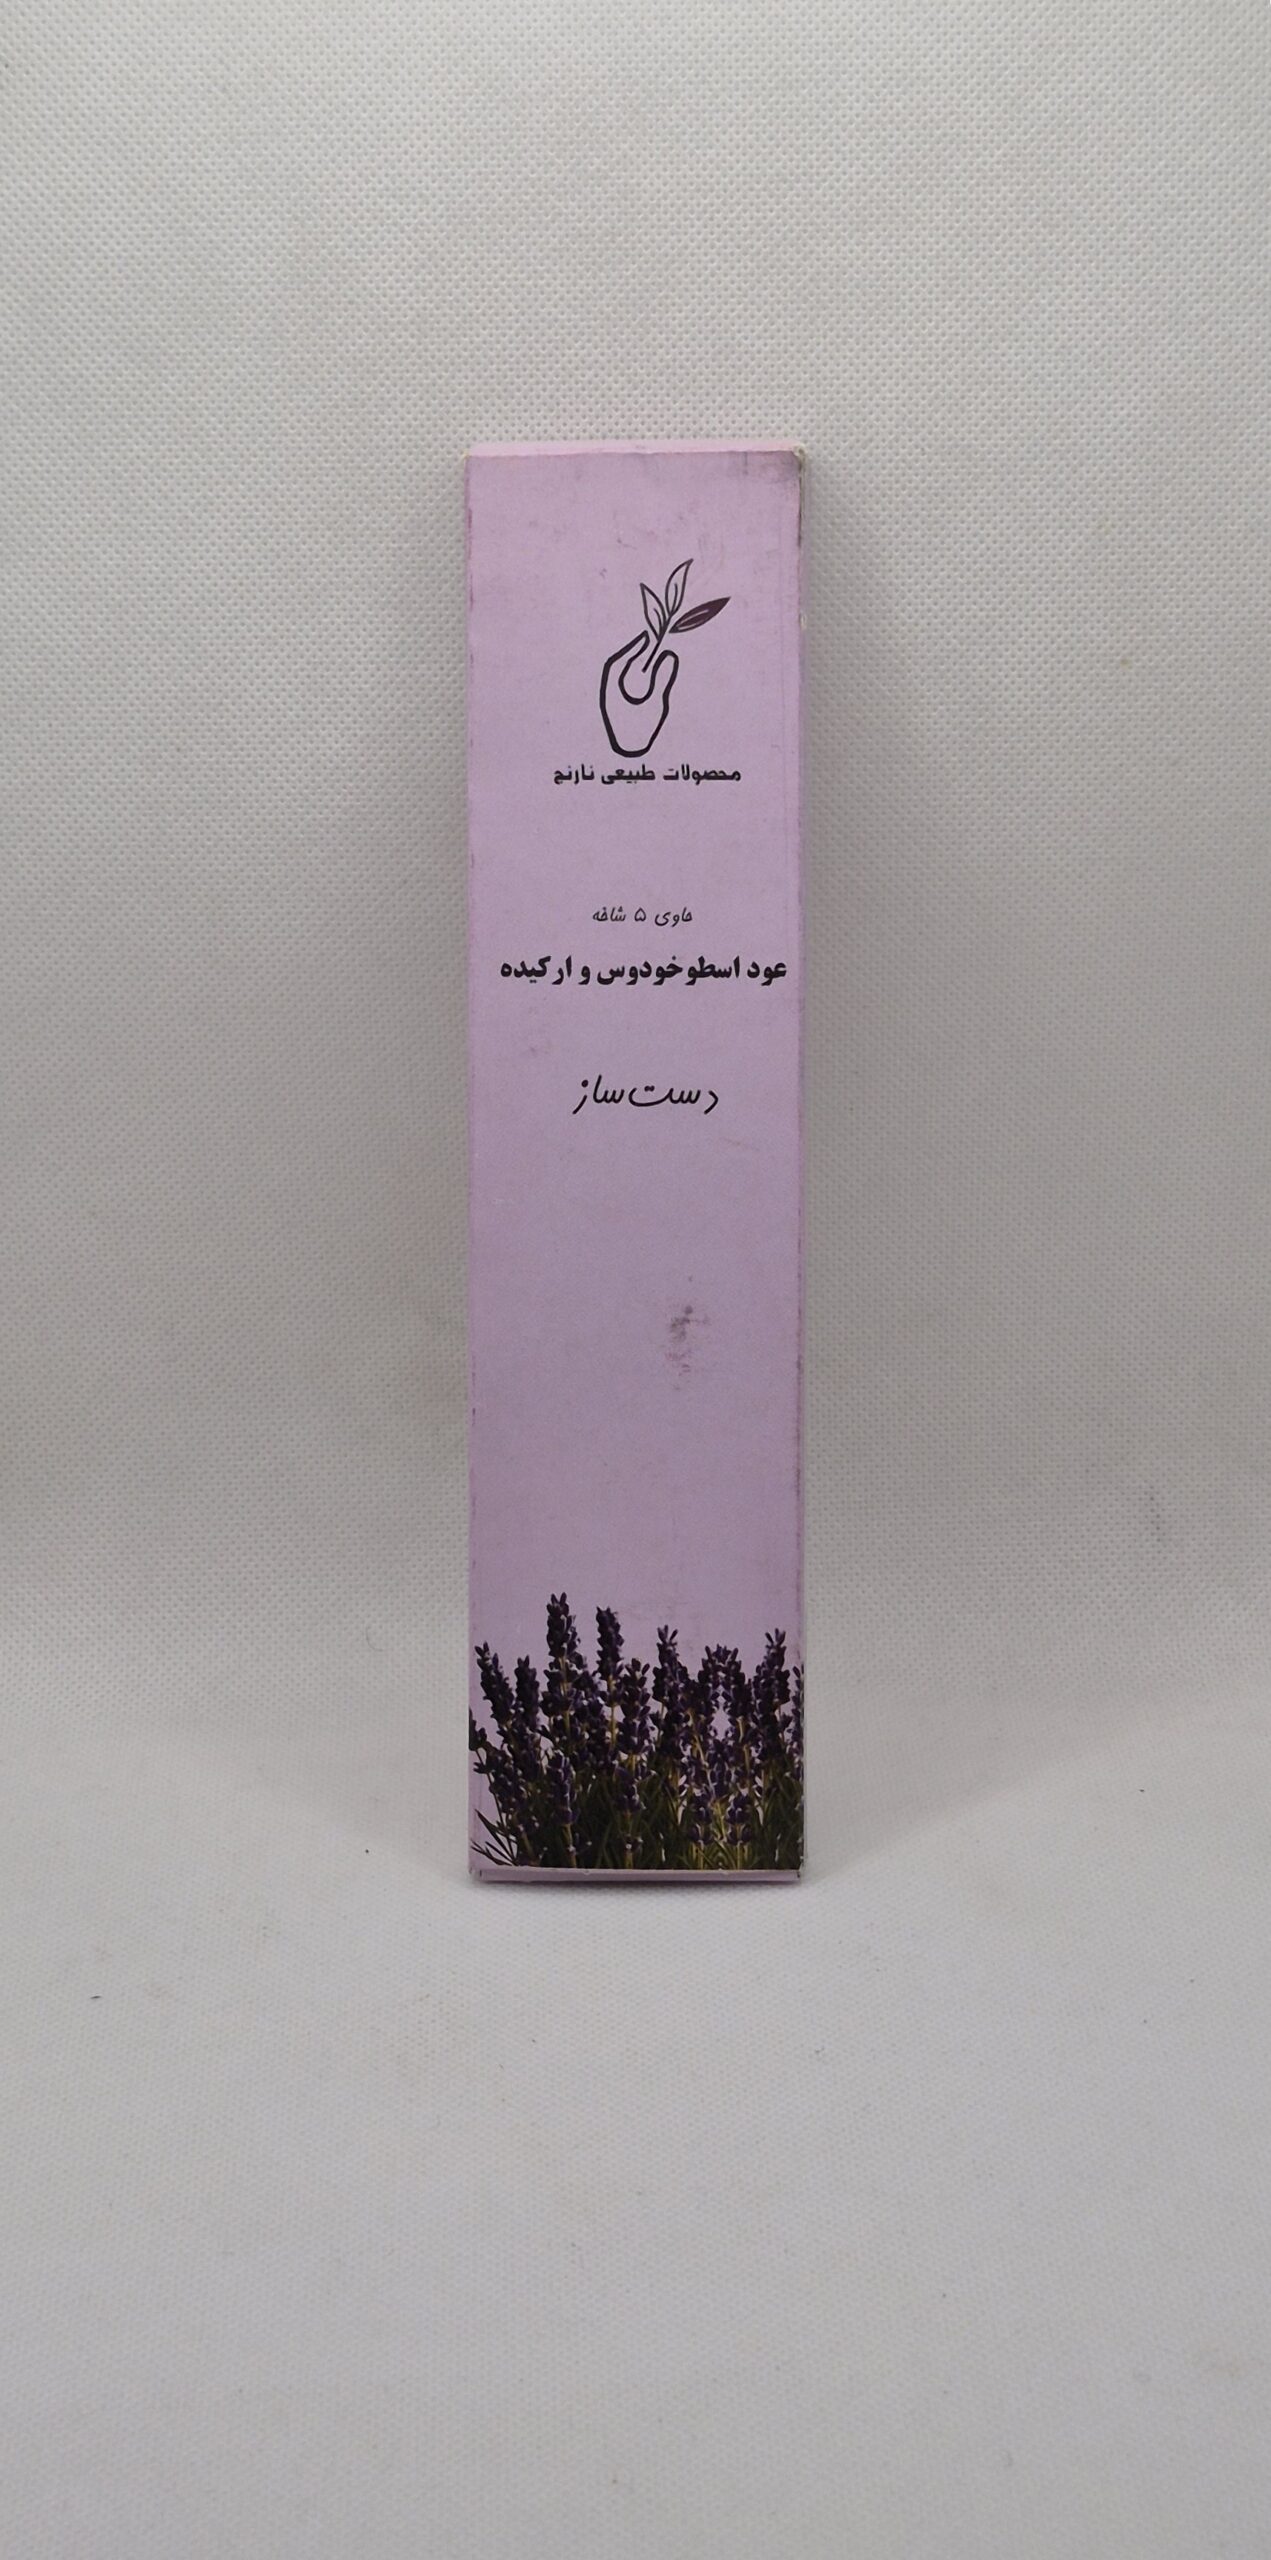 محصولات طبیعی نارنج
حاوی ۵ شاخه
عود اسطوخودوس و ارکیده
دست ساز